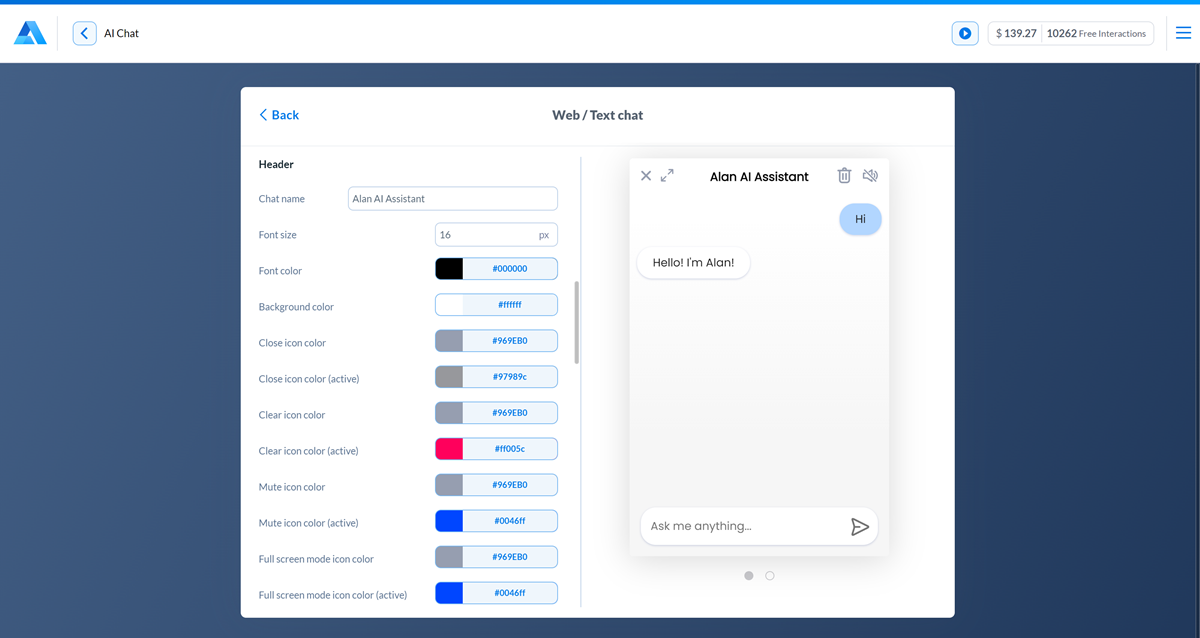 AI Chat
$ 139.27 10262 Free Interactions
Back
Web / Text chat
Header
Chat name Alan AI Assistant
Font size 16 px
Font color #000000
Background color #ffffff
Close icon color #969EB0
Close icon color (active) #97989c
Clear icon color #969EB0
Clear icon color (active) #ff005c
Mute icon color #969EB0
Mute icon color (active) #0046ff
Full screen mode icon color #969EB0
Full screen mode icon color (active) #0046ff
Alan AI Assistant
Hi
Hello! I'm Alan!
Ask me anything...